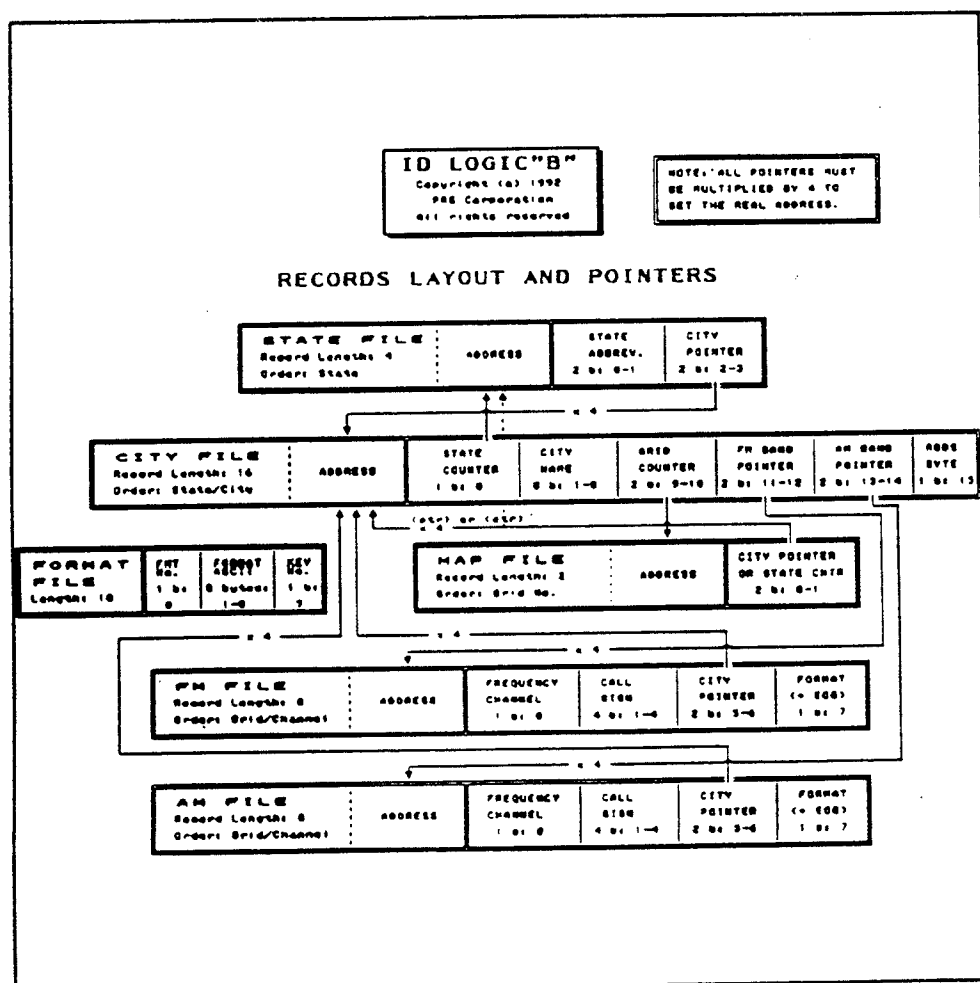 ID LOGIC"B"
Copyright (c) 1992
PRS Corporation
All rights reserved
NOTE: ALL POINTERS MUST
BE MULTIPLIED BY 4 TO
GET THE REAL ADDRESS.
RECORDS LAYOUT AND POINTERS
STATE FILE
Record Length: 4
Order: State
ADDRESS
STATE
ABBREV.
2 b: 0-1
CITY
POINTER
2 b: 2-3
x 4
CITY FILE
Record Length: 16
Order: State/City
ADDRESS
STATE
COUNTER
1 b: 0
CITY
NAME
8 b: 1-8
GRID
COUNTER
2 b: 9-10
FM BAND
POINTER
2 b: 11-12
AM BAND
POINTER
2 b: 13-14
BYTE
1 b: 15
(ptr) or (ctr)
x 4
FORMAT
FILE
Length: 10
FMT
No.
1 b:
0
FORMAT
ASCII
8 bytes:
1-8
KEY
No.
1 b:
9
MAP FILE
Record Length: 2
Order: Grid No.
ADDRESS
CITY POINTER
OR STATE CNTR
2 b: 0-1
x 4
x 4
x 4
FM FILE
Record Length: 8
Order: Grid/Channel
ADDRESS
FREQUENCY
CHANNEL
1 b: 0
CALL
SIGN
4 b: 1-4
CITY
POINTER
2 b: 5-6
FORMAT
1 b: 7
x 4
AM FILE
Record Length: 8
Order: Grid/Channel
ADDRESS
FREQUENCY
CHANNEL
1 b: 0
CALL
SIGN
4 b: 1-4
CITY
POINTER
2 b: 5-6
FORMAT
1 b: 7